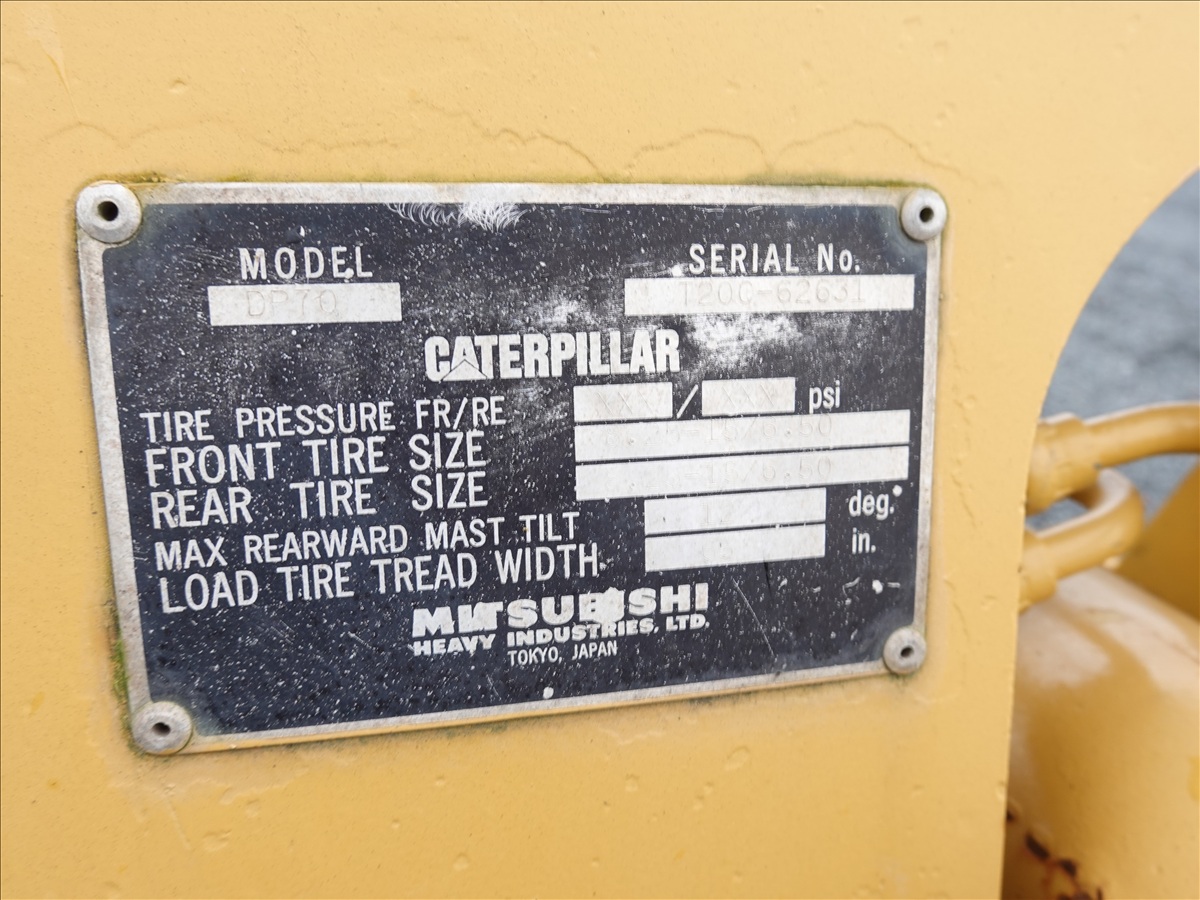 MODEL
DP70
SERIAL No.
T20C-62631
CATERPILLAR
TIRE PRESSURE FR/RE / psi
FRONT TIRE SIZE
REAR TIRE SIZE
MAX REARWARD MAST TILT deg.
LOAD TIRE TREAD WIDTH in.
MITSUBISHI
HEAVY INDUSTRIES, LTD.
TOKYO, JAPAN